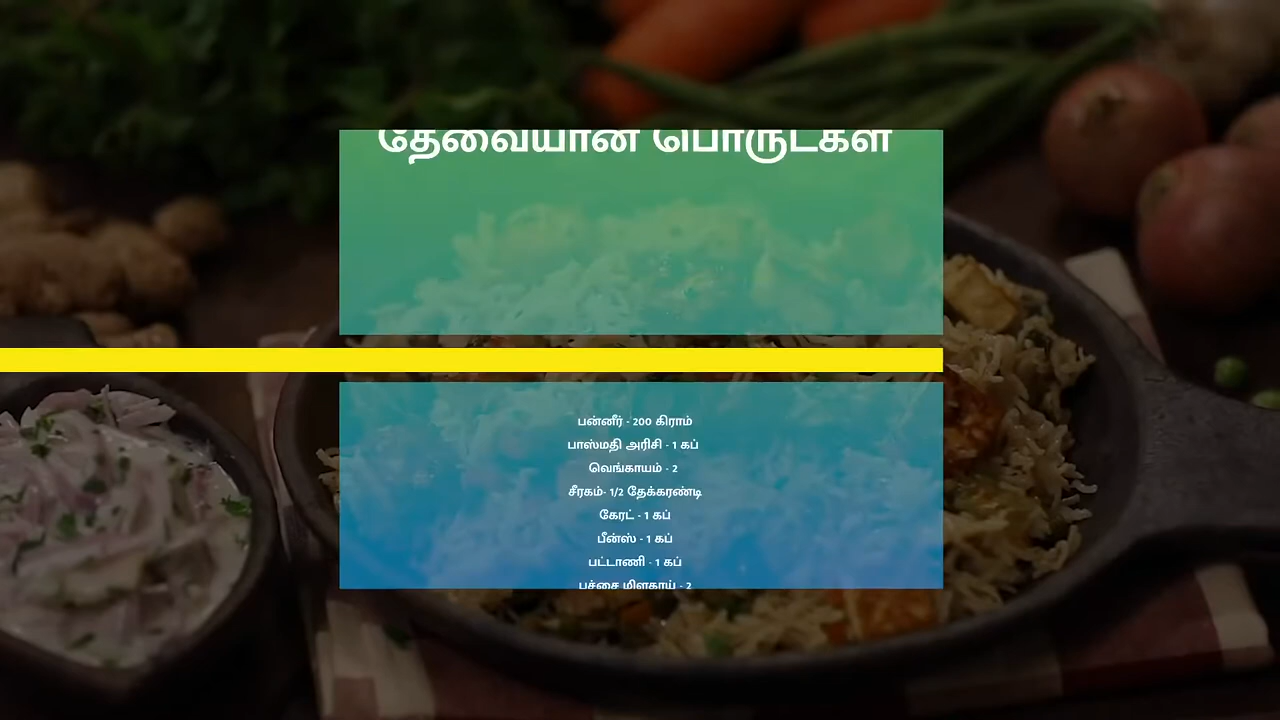 தேவையான பொருட்கள்
பன்னீர் - 200 கிராம்
பாஸ்மதி அரிசி - 1 கப்
வெங்காயம் - 2
சீரகம்- 1/2 தேக்கரண்டி
கேரட் - 1 கப்
பீன்ஸ் - 1 கப்
பட்டாணி - 1 கப்
பச்சை மிளகாய் - 2